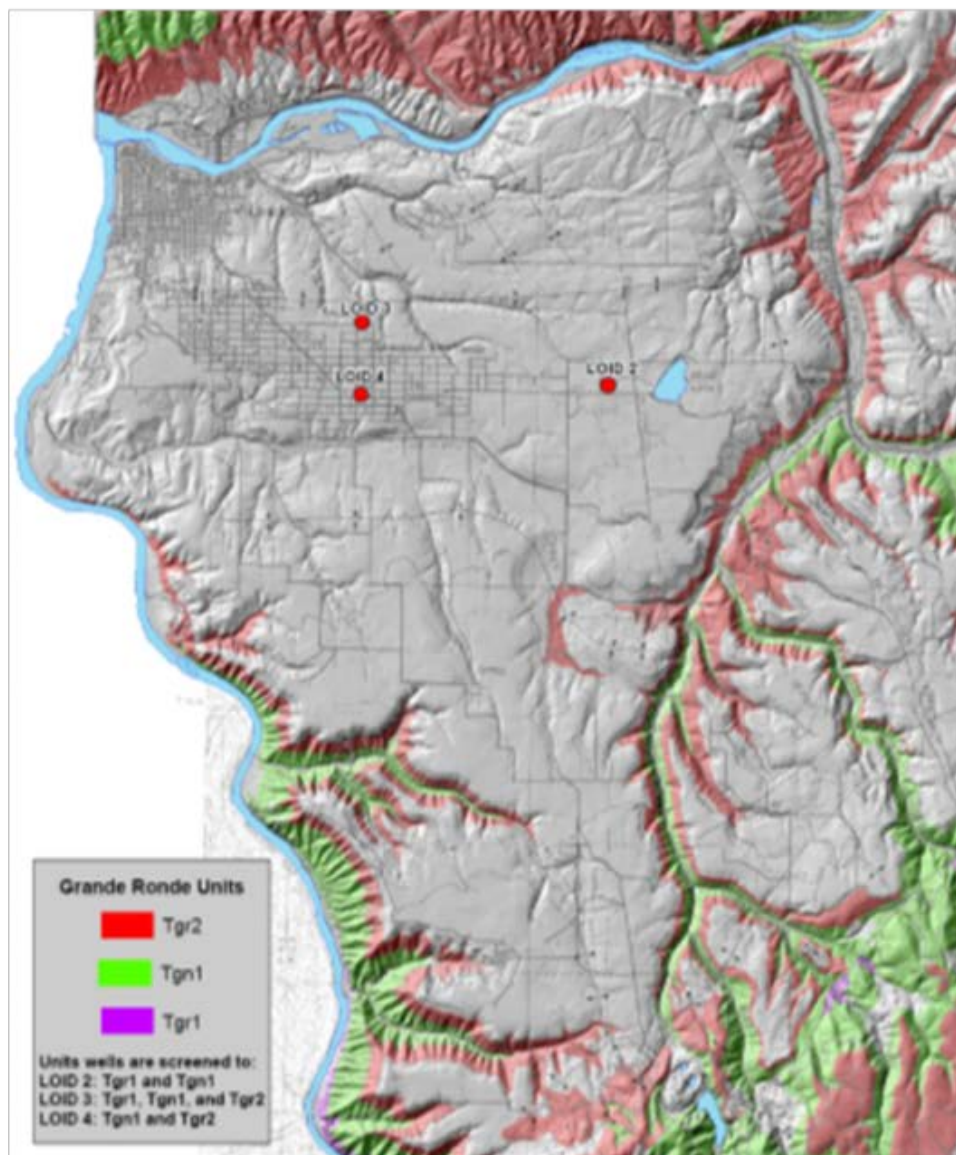 LOID 3
LOID 2
LOID 4
Grande Ronde Units
Tgr2
Tgn1
Tgr1
Units wells are screened to:
LOID 2: Tgr1 and Tgn1
LOID 3: Tgr1, Tgn1, and Tgr2
LOID 4: Tgn1 and Tgr2